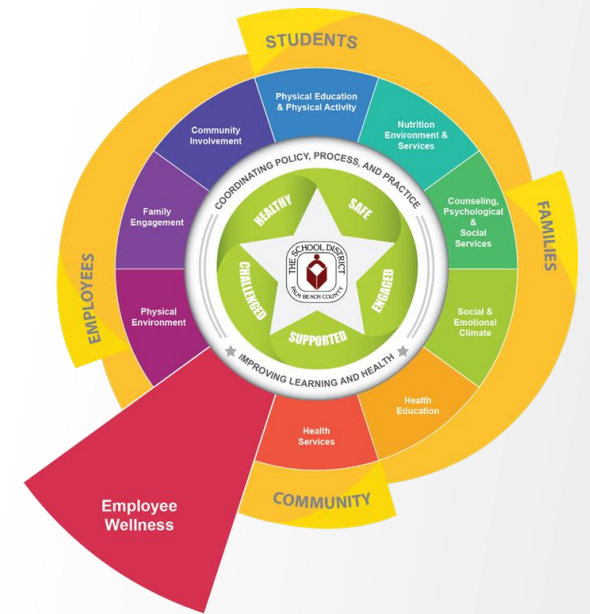 STUDENTS
Physical Education
& Physical Activity
Nutrition
Environment &
Services
Counseling,
Psychological
&
Social
Services
FAMILIES
Social &
Emotional
Climate
Health
Education
Health
Services
COMMUNITY
Employee
Wellness
Physical
Environment
EMPLOYEES
Family
Engagement
Community
Involvement
COORDINATING POLICY, PROCESS, AND PRACTICE
IMPROVING LEARNING AND HEALTH
HEALTHY
SAFE
ENGAGED
SUPPORTED
CHALLENGED
THE SCHOOL DISTRICT
PALM BEACH COUNTY